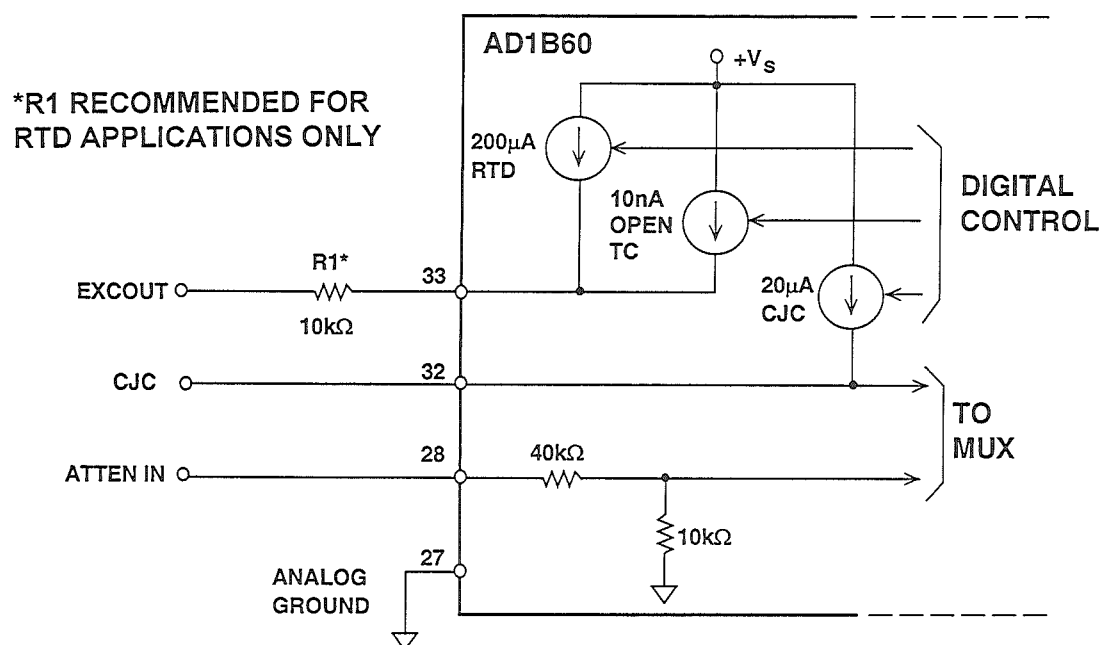 AD1B60
+VS
*R1 RECOMMENDED FOR
RTD APPLICATIONS ONLY
200μA
RTD
10nA
OPEN
TC
DIGITAL
CONTROL
R1*
33
EXCOUT
10kΩ
20μA
CJC
CJC
32
TO
MUX
28
40kΩ
ATTEN IN
10kΩ
27
ANALOG
GROUND